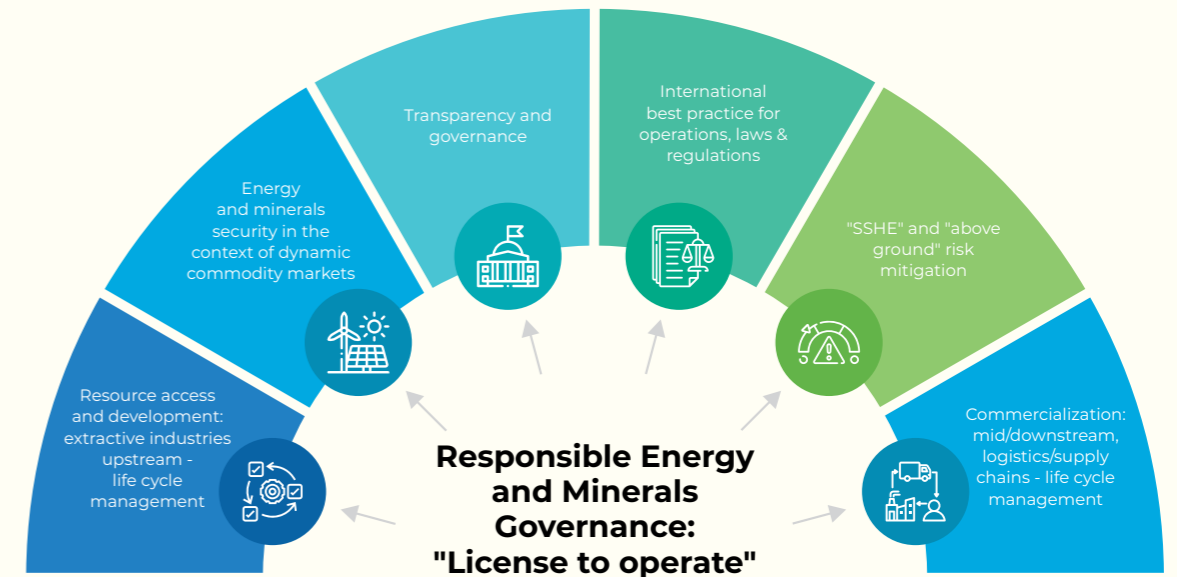 Resource access
and development:
extractive industries
upstream -
life cycle
management
Energy
and minerals
security in the
context of dynamic
commodity markets
Transparency and
governance
International
best practice for
operations, laws &
regulations
"SSHE" and "above
ground" risk
mitigation
Commercialization:
mid/downstream,
logistics/supply
chains - life cycle
management
Responsible Energy
and Minerals
Governance:
"License to operate"